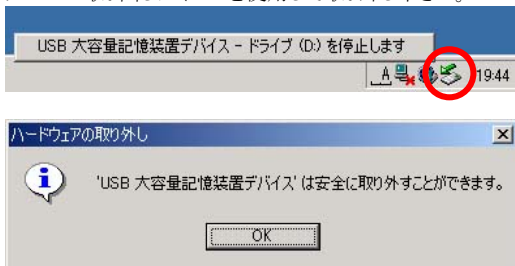 USB 大容量記憶装置デバイス - ドライブ (D:) を停止します
A
19:44
ハードウェアの取り外し
'USB 大容量記憶装置デバイス' は安全に取り外すことができます。
OK